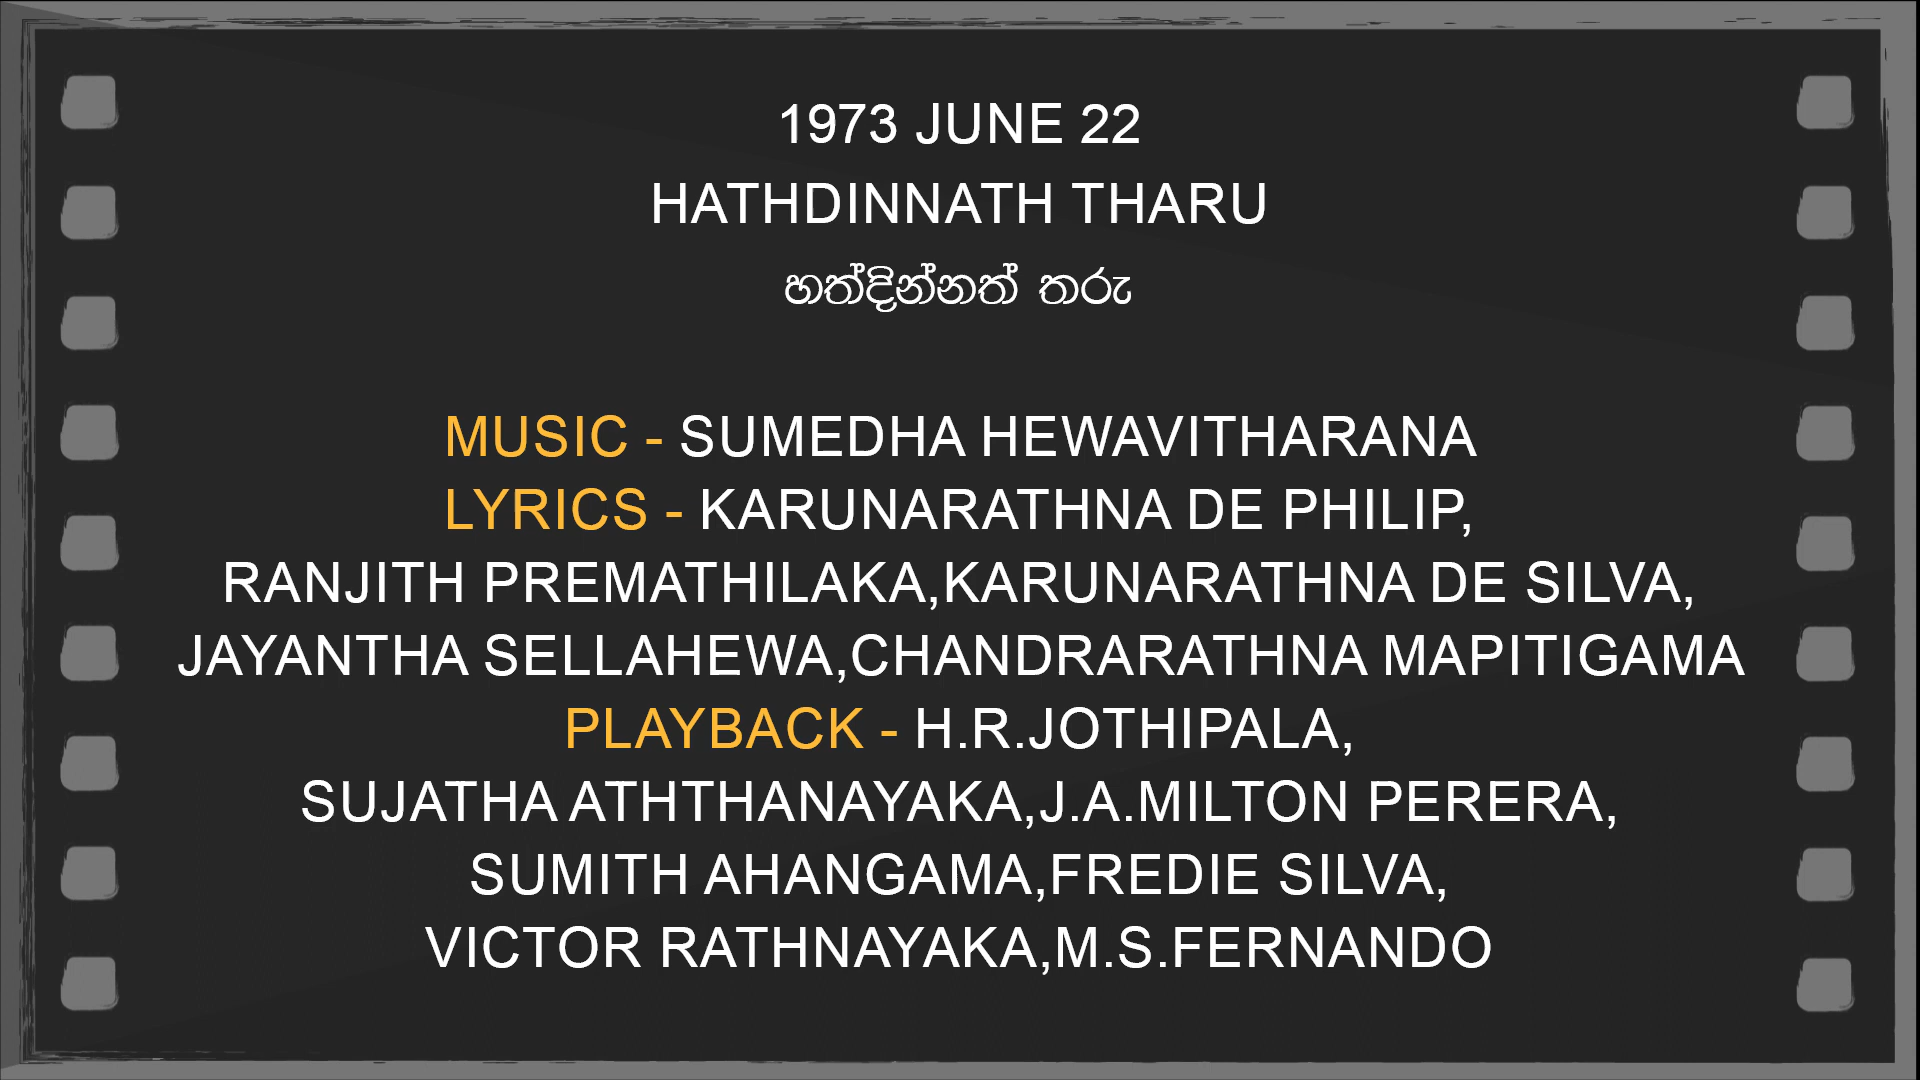 1973 JUNE 22
HATHDINNATH THARU
හත්දින්නත් තරු
MUSIC - SUMEDHA HEWAVITHARANA
LYRICS - KARUNARATHNA DE PHILIP,
RANJITH PREMATHILAKA,KARUNARATHNA DE SILVA,
JAYANTHA SELLAHEWA,CHANDRARATHNA MAPITIGAMA
PLAYBACK - H.R.JOTHIPALA,
SUJATHA ATHTHANAYAKA,J.A.MILTON PERERA,
SUMITH AHANGAMA,FREDIE SILVA,
VICTOR RATHNAYAKA,M.S.FERNANDO